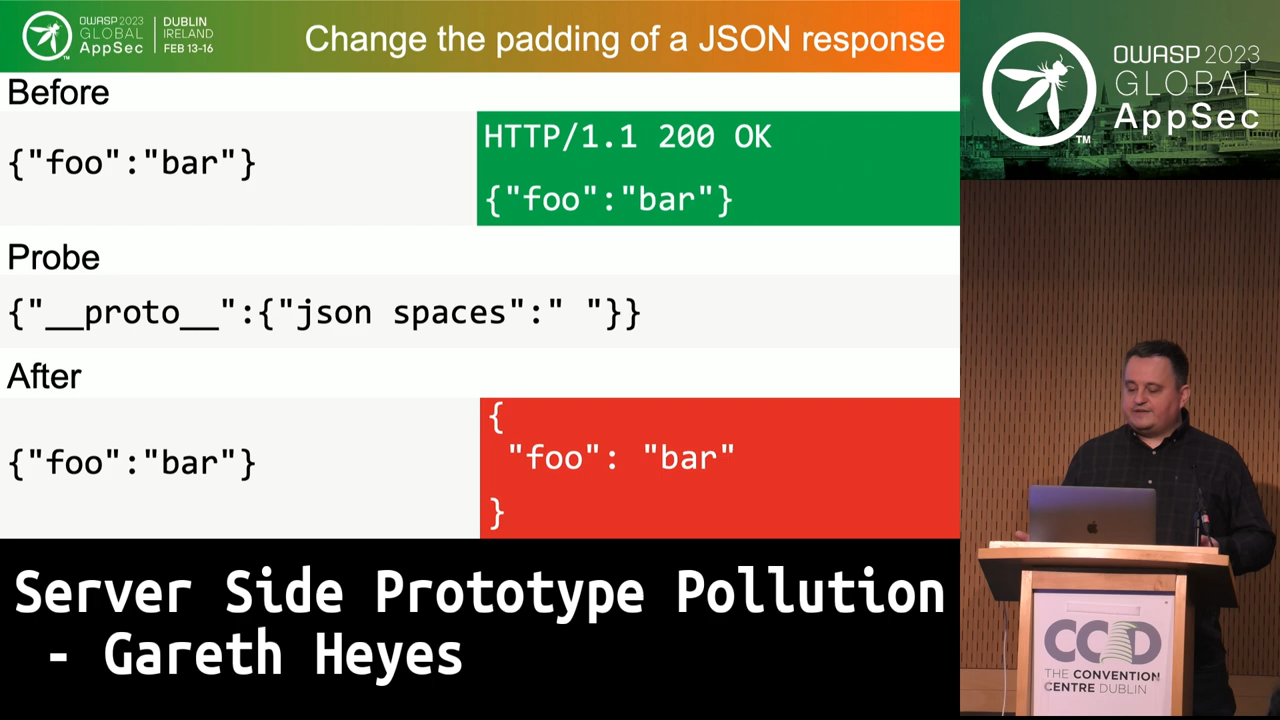 OWASP 2023
GLOBAL
AppSec
DUBLIN
IRELAND
FEB 13-16
TM
Change the padding of a JSON response
Before
{"foo":"bar"}
HTTP/1.1 200 OK
{"foo":"bar"}
Probe
{"__proto__":{"json spaces":" "}}
After
{"foo":"bar"}
{
"foo": "bar"
}
Server Side Prototype Pollution
- Gareth Heyes
OWASP 2023
GLOBAL
AppSec
TM
CCD
THE CONVENTION
CENTRE DUBLIN